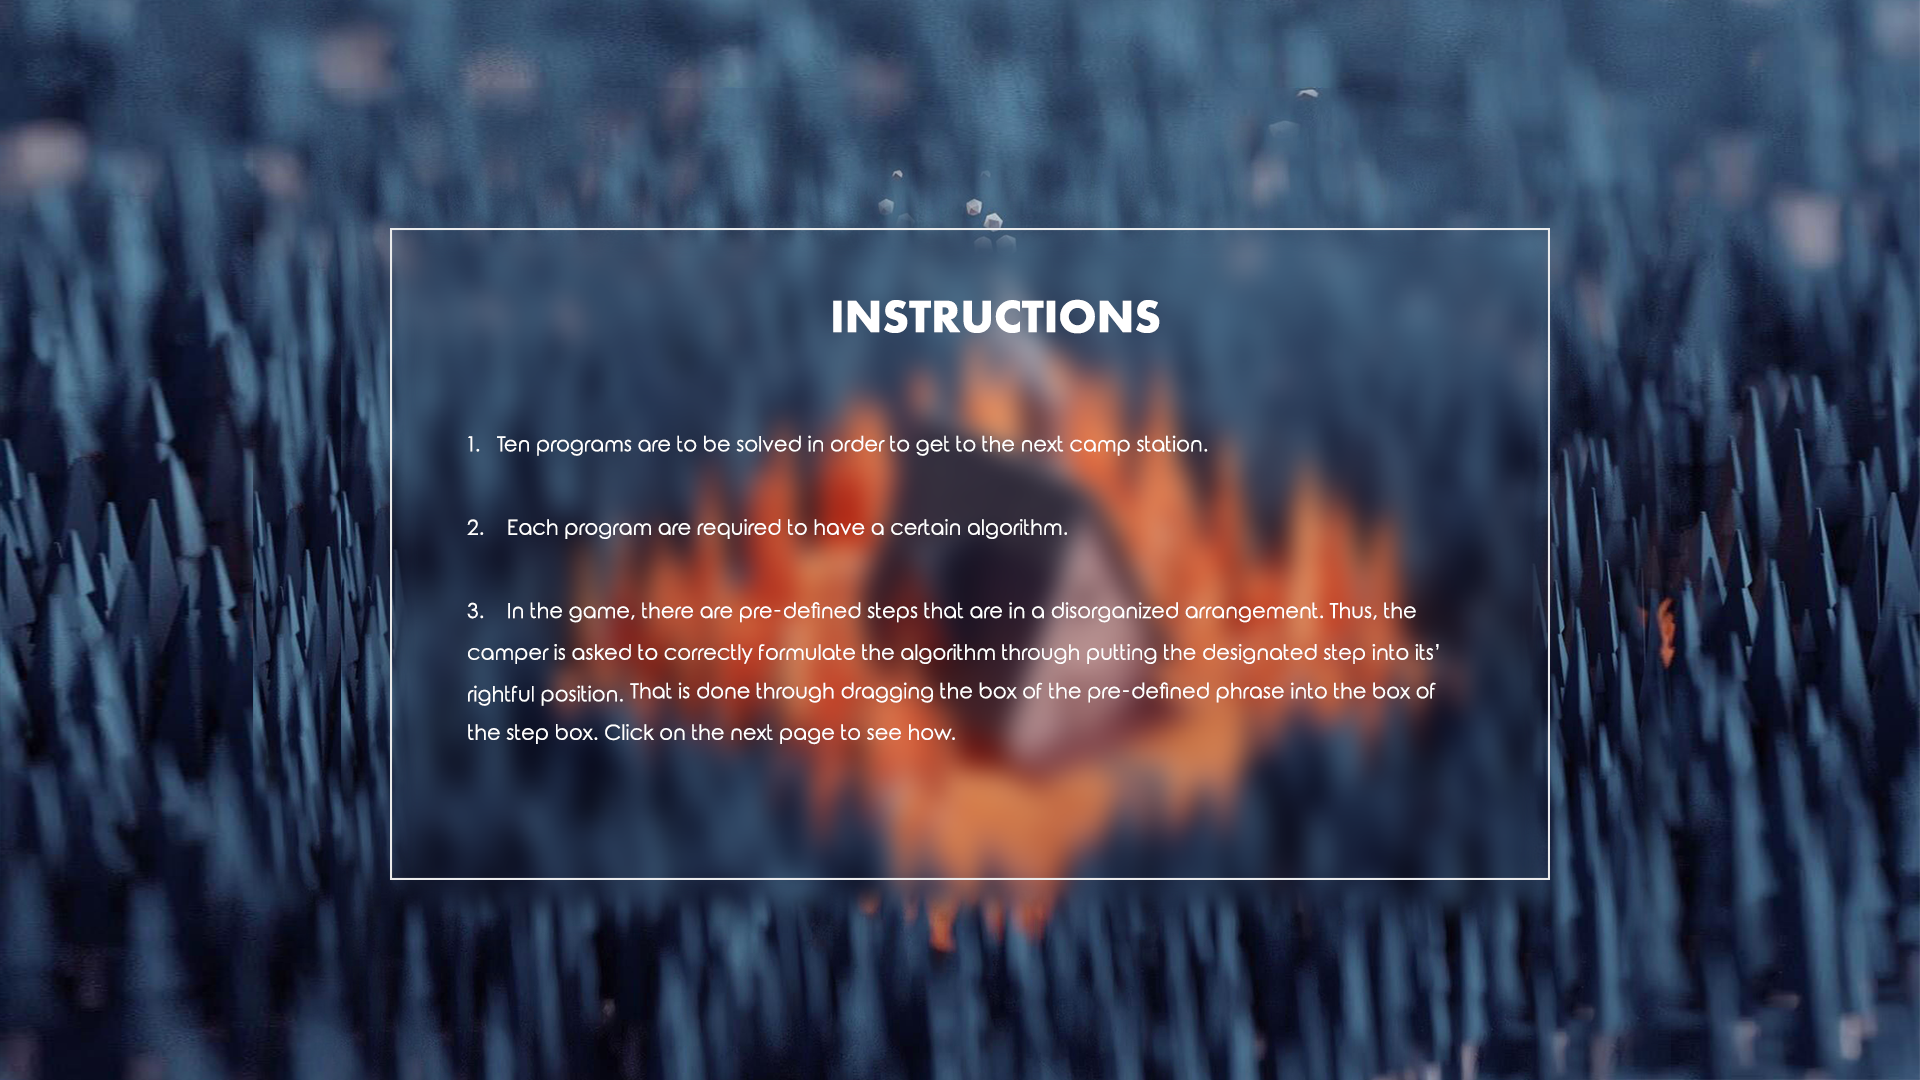 INSTRUCTIONS
1. Ten programs are to be solved in order to get to the next camp station.
2. Each program are required to have a certain algorithm.
3. In the game, there are pre-defined steps that are in a disorganized arrangement. Thus, the
camper is asked to correctly formulate the algorithm through putting the designated step into its’
rightful position. That is done through dragging the box of the pre-defined phrase into the box of
the step box. Click on the next page to see how.